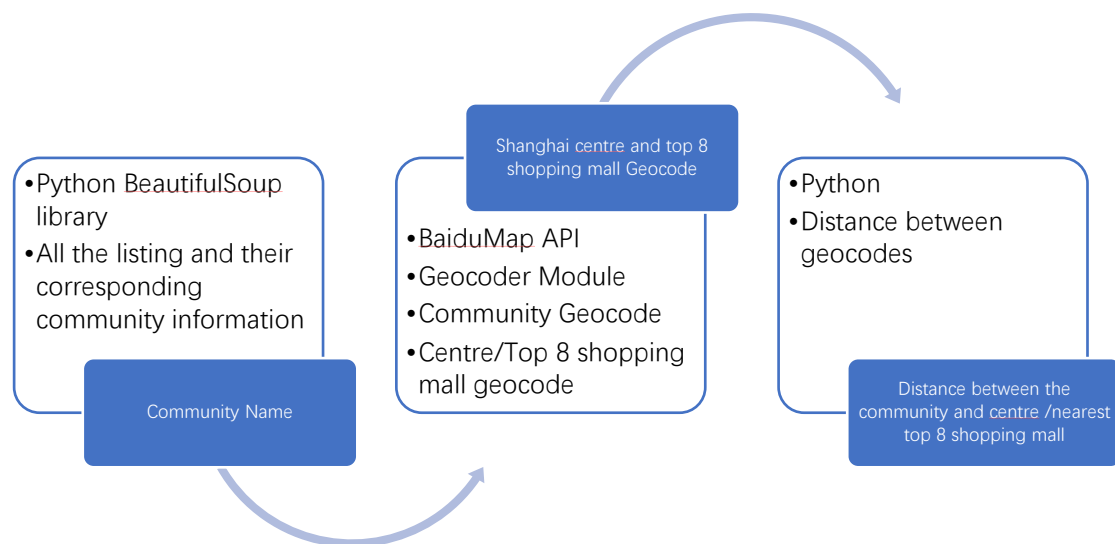 •Python BeautifulSoup
library
•All the listing and their
corresponding
community information
Community Name
Shanghai centre and top 8
shopping mall Geocode
•BaiduMap API
•Geocoder Module
•Community Geocode
•Centre/Top 8 shopping
mall geocode
•Python
•Distance between
geocodes
Distance between the
community and centre /nearest
top 8 shopping mall